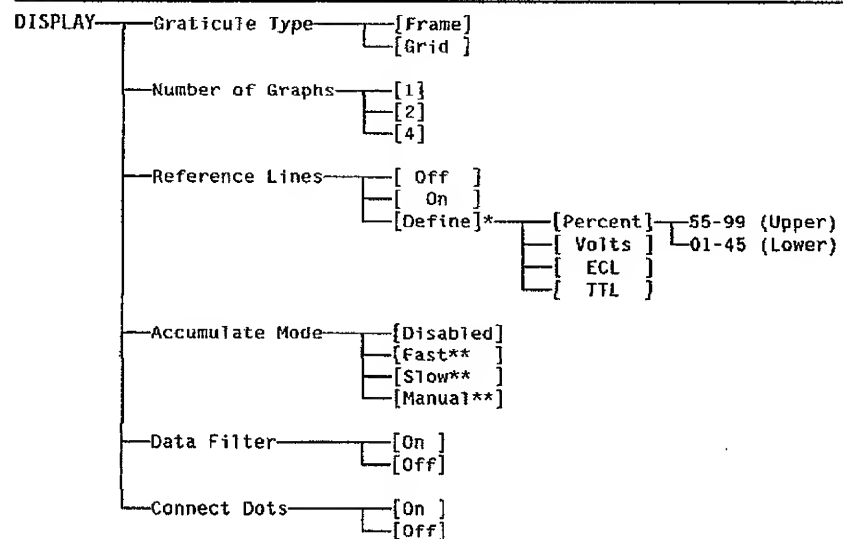 DISPLAY Graticule Type [Frame]
[Grid ]
Number of Graphs [1]
[2]
[4]
Reference Lines [ Off ]
[ On ]
[Define]* [Percent] 55-99 (Upper)
[ Volts ] 01-45 (Lower)
[ ECL ]
[ TTL ]
Accumulate Mode [Disabled]
[Fast** ]
[Slow** ]
[Manual**]
Data Filter [On ]
[Off]
Connect Dots [On ]
[Off]